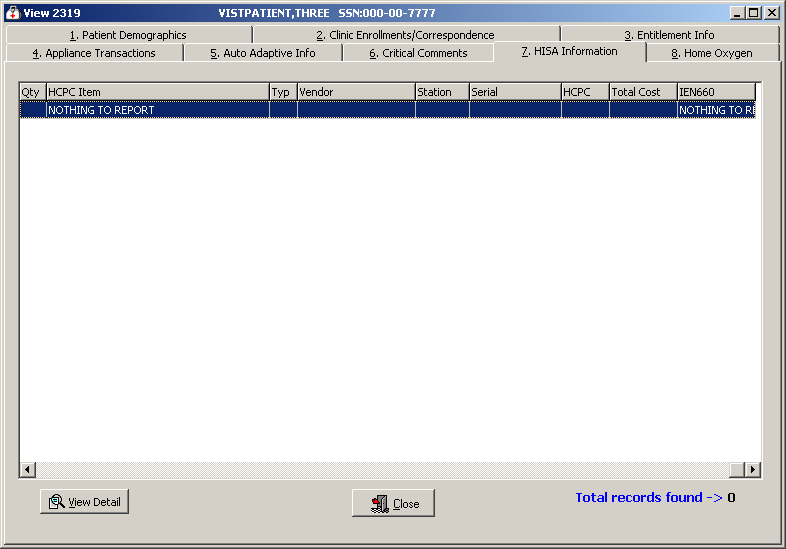 View 2319 VISTPATIENT,THREE SSN:000-00-7777
1. Patient Demographics 2. Clinic Enrollments/Correspondence 3. Entitlement Info
4. Appliance Transactions 5. Auto Adaptive Info 6. Critical Comments 7. HISA Information 8. Home Oxygen
Qty HCPC Item Typ Vendor Station Serial HCPC Total Cost IEN660
NOTHING TO REPORT NOTHING TO RE
View Detail Close Total records found -> 0